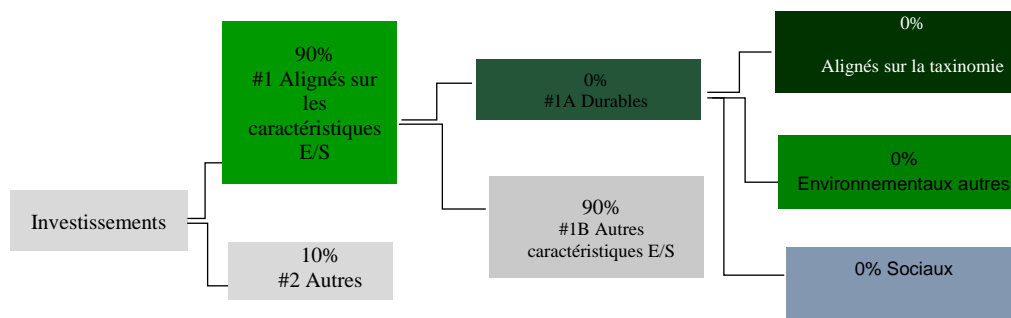 Investissements
90%
#1 Alignés sur
les
caractéristiques
E/S
10%
#2 Autres
0%
#1A Durables
90%
#1B Autres
caractéristiques E/S
0%
Alignés sur la taxinomie
0%
Environnementaux autres
0% Sociaux